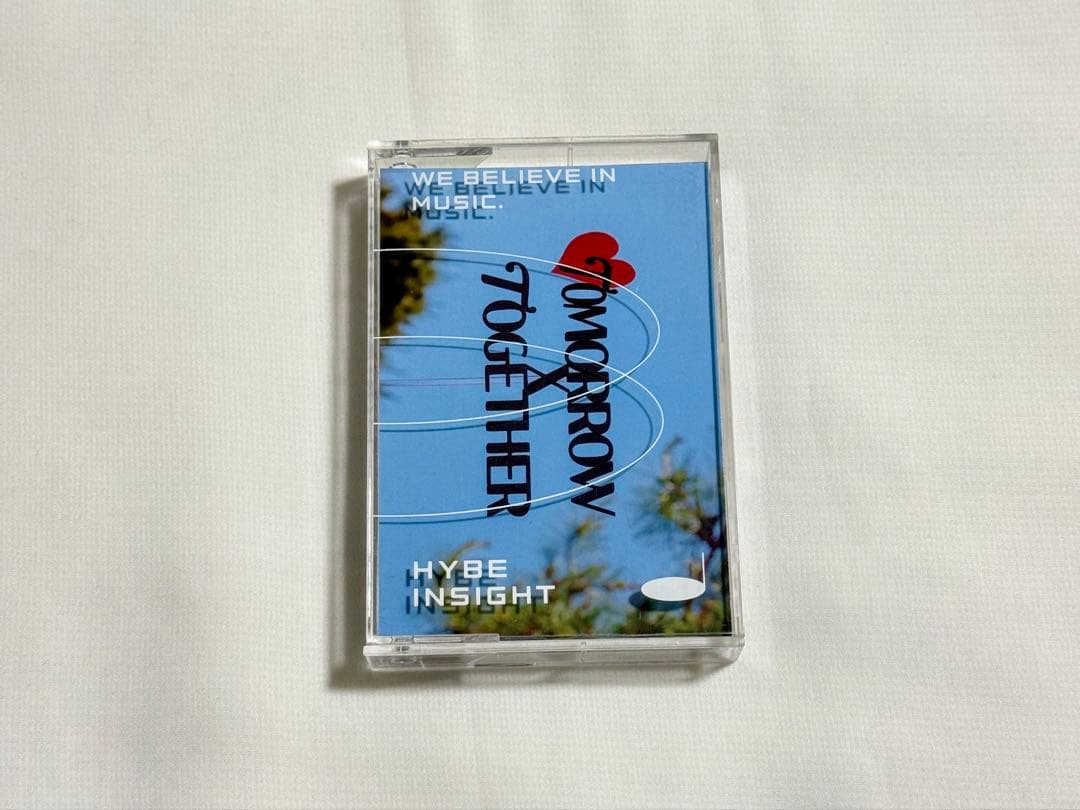 WE BELIEVE IN
MUSIC.
TOMORROW
X
TOGETHER
HYBE
INSIGHT